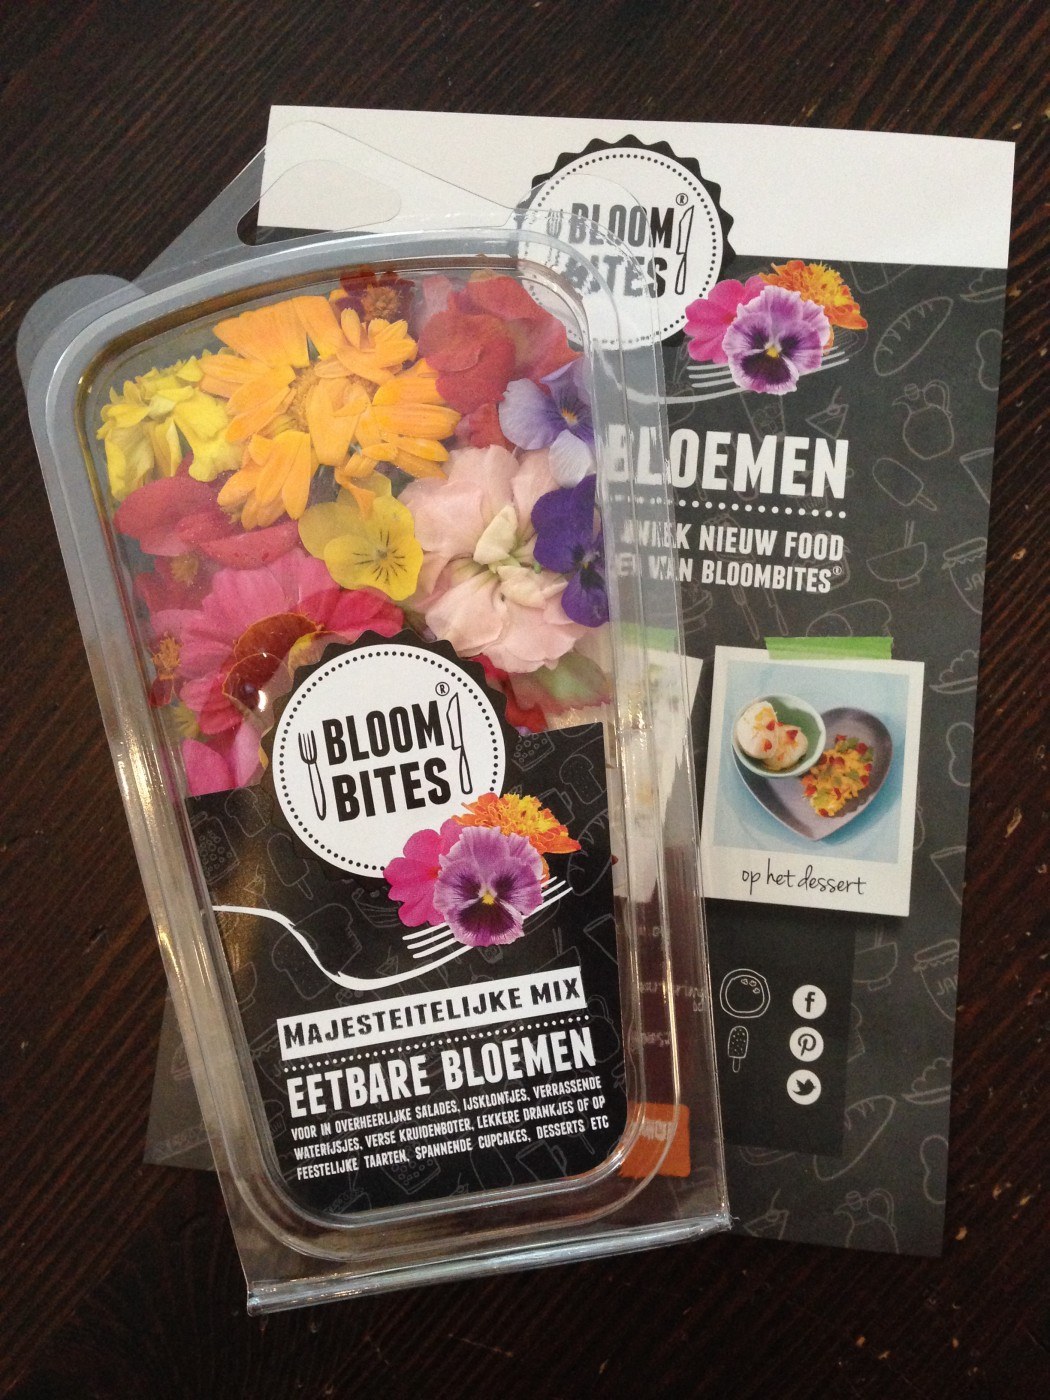 BLOOM
BITES
®
BLOEMEN
NIEUW FOOD
VAN BLOOMBITES®
op het dessert
BLOOM
BITES
®
MAJESTEITELIJKE MIX
EETBARE BLOEMEN
VOOR IN OVERHEERLIJKE SALADES, IJSKLONTJES, VERRASSENDE
WATERIJSJES, VERSE KRUIDENBOTER, LEKKERE DRANKJES OF OP
FEESTELIJKE TAARTEN, SPANNENDE CUPCAKES, DESSERTS ETC